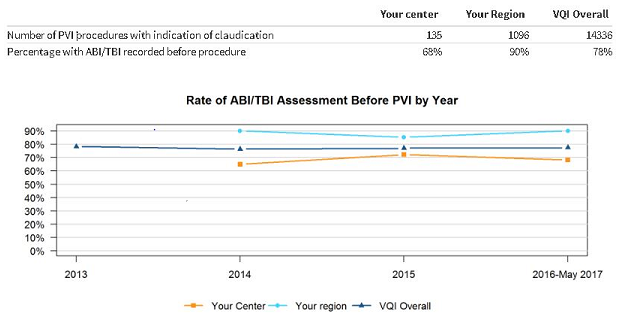 Your center Your Region VQI Overall
Number of PVI procedures with indication of claudication 135 1096 14336
Percentage with ABI/TBI recorded before procedure 68% 90% 78%
Rate of ABI/TBI Assessment Before PVI by Year
90%
80%
70%
60%
50%
40%
30%
20%
10%
0%
2013 2014 2015 2016-May 2017
Your Center Your region VQI Overall